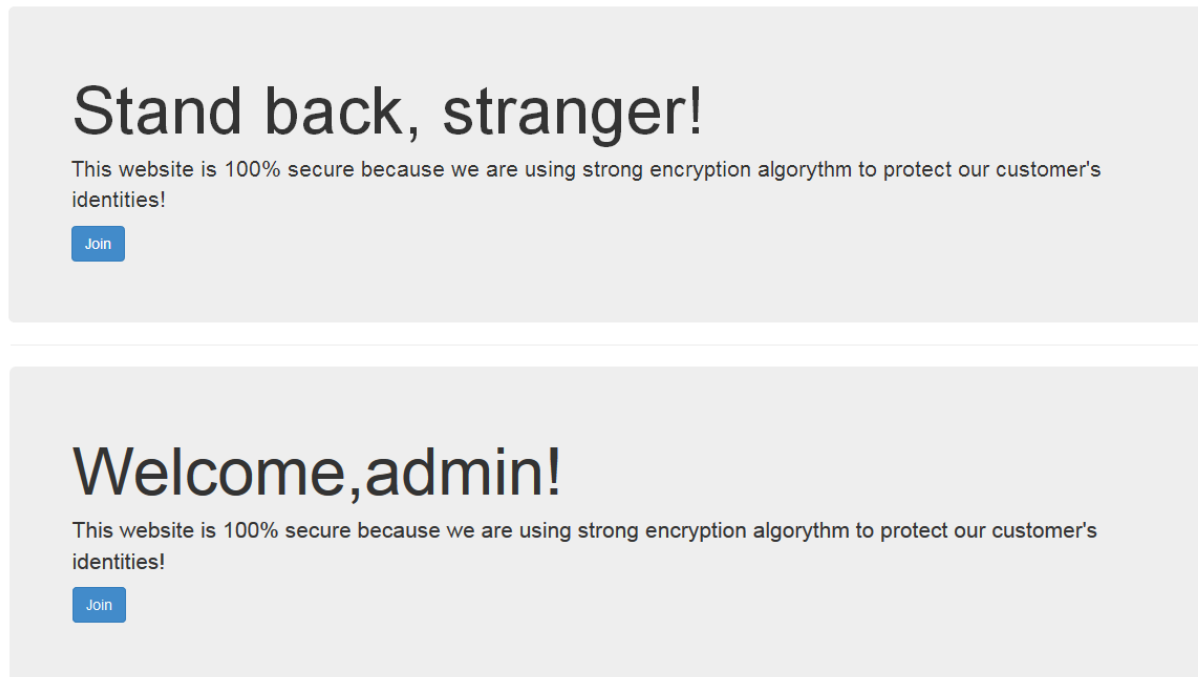 Stand back, stranger!
This website is 100% secure because we are using strong encryption algorythm to protect our customer's
identities!
Join
Welcome,admin!
This website is 100% secure because we are using strong encryption algorythm to protect our customer's
identities!
Join